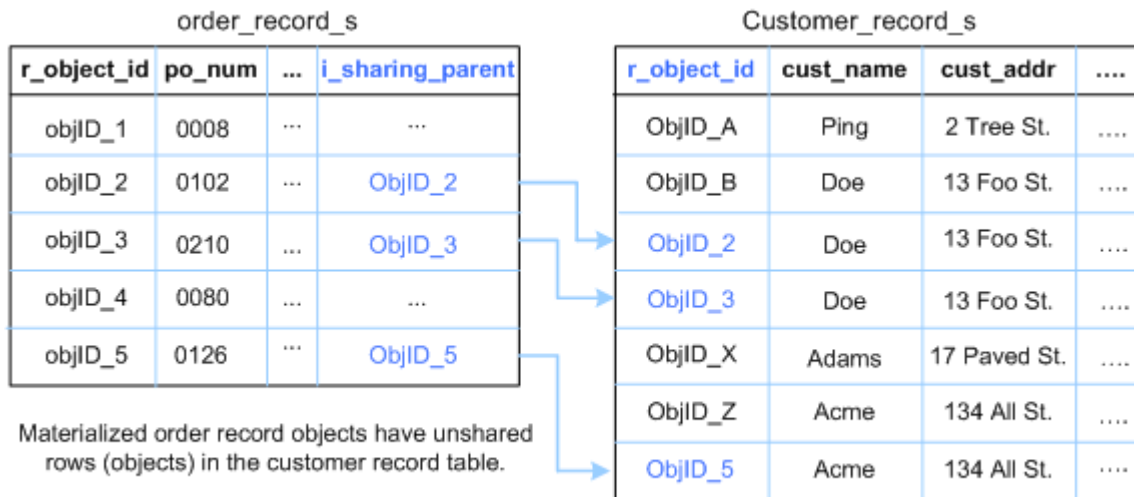 order_record_s
r_object_id po_num ... i_sharing_parent
objID_1 0008 ... ...
objID_2 0102 ... ObjID_2
objID_3 0210 ... ObjID_3
objID_4 0080 ... ...
objID_5 0126 ... ObjID_5
Materialized order record objects have unshared
rows (objects) in the customer record table.
Customer_record_s
r_object_id cust_name cust_addr ....
ObjID_A Ping 2 Tree St. ....
ObjID_B Doe 13 Foo St. ....
ObjID_2 Doe 13 Foo St. ....
ObjID_3 Doe 13 Foo St. ....
ObjID_X Adams 17 Paved St. ....
ObjID_Z Acme 134 All St. ....
ObjID_5 Acme 134 All St. ....